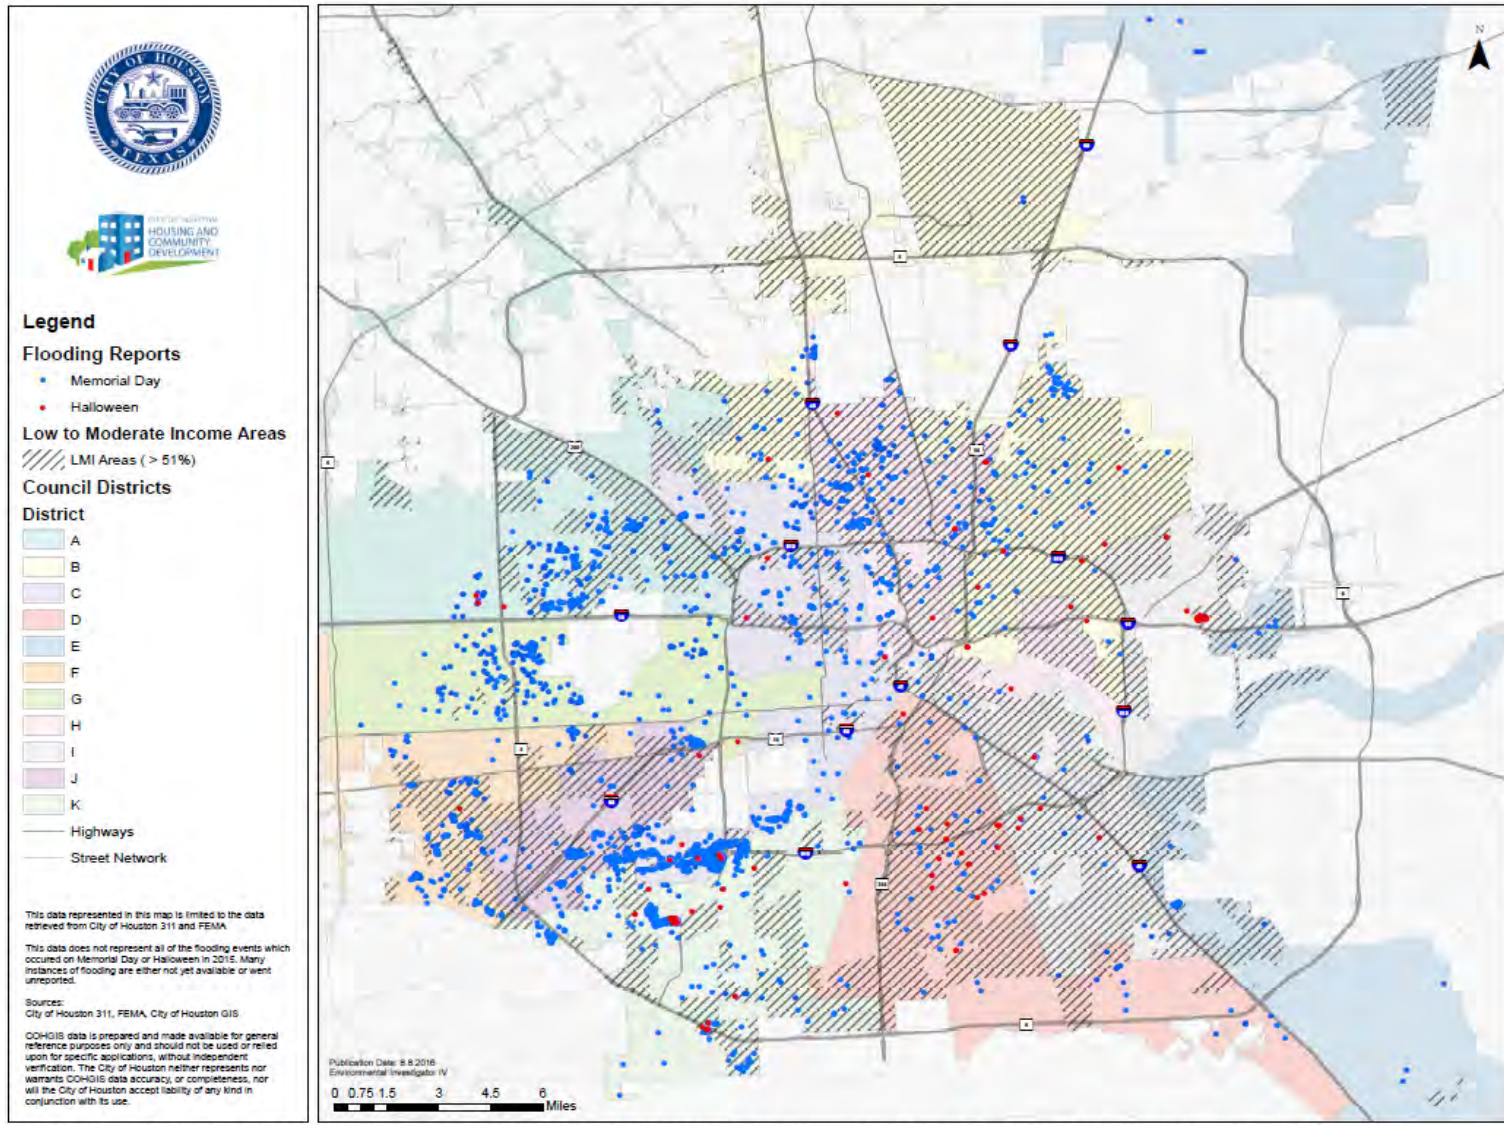 CITY OF HOUSTON
TEXAS
CITY OF HOUSTON
HOUSING AND
COMMUNITY
DEVELOPMENT
Legend
Flooding Reports
Memorial Day
Halloween
Low to Moderate Income Areas
LMI Areas ( > 51%)
Council Districts
District
A
B
C
D
E
F
G
H
I
J
K
Highways
Street Network
This data represented in this map is limited to the data
retrieved from City of Houston 311 and FEMA
This data does not represent all of the flooding events which
occured on Memorial Day or Halloween in 2015. Many
instances of flooding are either not yet available or went
unreported.
Sources:
City of Houston 311, FEMA, City of Houston GIS
COHGIS data is prepared and made available for general
reference purposes only and should not be used or relied
upon for specific applications, without independent
verification. The City of Houston neither represents nor
warrants COHGIS data accuracy, or completeness, nor
will the City of Houston accept liability of any kind in
conjunction with its use.
N
Publication Date: 8.8.2016
Environmental Investigator IV
0 0.75 1.5 3 4.5 6
Miles